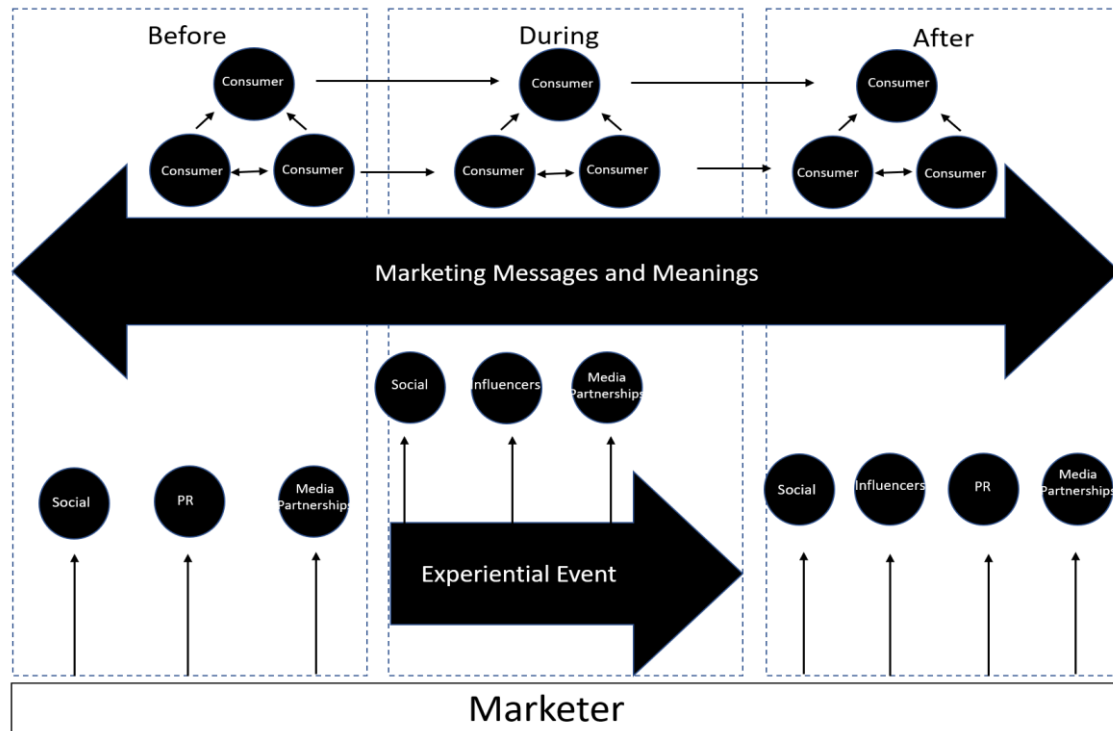 Before
During
After
Consumer
Consumer
Consumer
Consumer
Consumer
Consumer
Consumer
Consumer
Consumer
Marketing Messages and Meanings
Social
Influencers
Media
Partnerships
Social
PR
Media
Partnerships
Social
Influencers
PR
Media
Partnerships
Experiential Event
Marketer